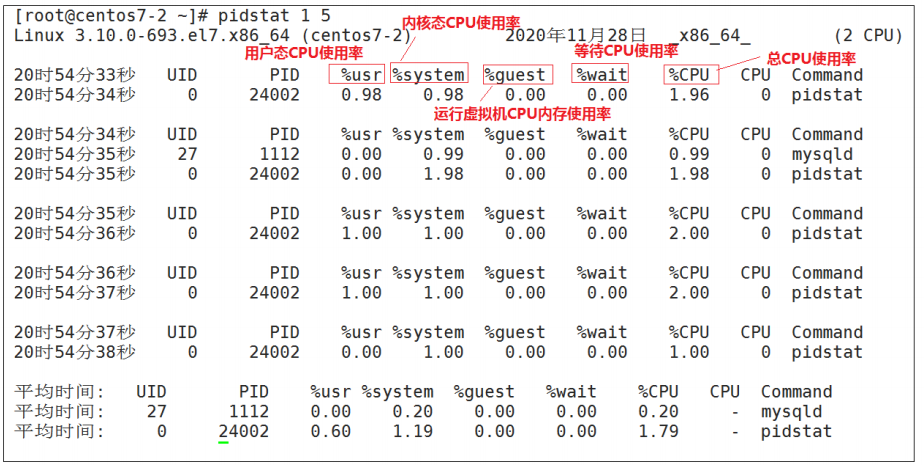 [root@centos7-2 ~]# pidstat 1 5
内核态CPU使用率
Linux 3.10.0-693.el7.x86_64 (centos7-2) 2020年11月28日 _x86_64_ (2 CPU)
用户态CPU使用率 等待CPU使用率 总CPU使用率
20时54分33秒 UID PID %usr %system %guest %wait %CPU CPU Command
20时54分34秒 0 24002 0.98 0.98 0.00 0.00 1.96 0 pidstat
运行虚拟机CPU内存使用率
20时54分34秒 UID PID %usr %system %guest %wait %CPU CPU Command
20时54分35秒 27 1112 0.00 0.99 0.00 0.00 0.99 0 mysqld
20时54分35秒 0 24002 0.00 1.98 0.00 0.00 1.98 0 pidstat
20时54分35秒 UID PID %usr %system %guest %wait %CPU CPU Command
20时54分36秒 0 24002 1.00 1.00 0.00 0.00 2.00 0 pidstat
20时54分36秒 UID PID %usr %system %guest %wait %CPU CPU Command
20时54分37秒 0 24002 1.00 1.00 0.00 0.00 2.00 0 pidstat
20时54分37秒 UID PID %usr %system %guest %wait %CPU CPU Command
20时54分38秒 0 24002 0.00 1.00 0.00 0.00 1.00 0 pidstat
平均时间: UID PID %usr %system %guest %wait %CPU CPU Command
平均时间: 27 1112 0.00 0.20 0.00 0.00 0.20 - mysqld
平均时间: 0 24002 0.60 1.19 0.00 0.00 1.79 - pidstat